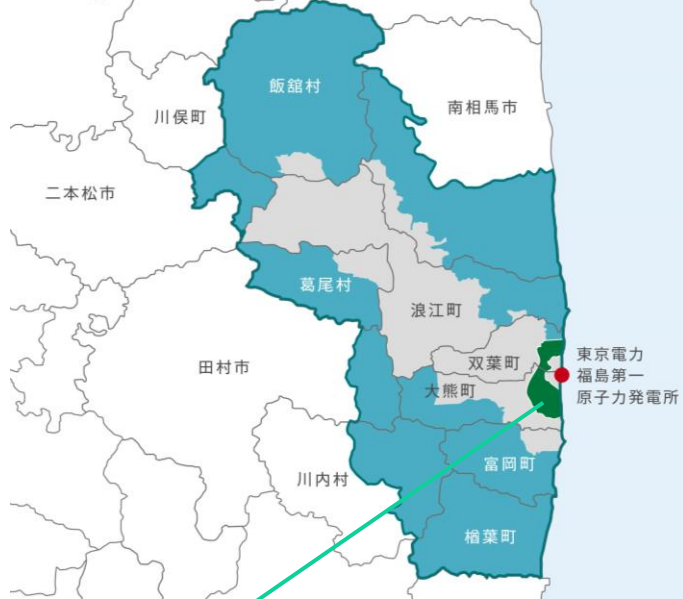 飯舘村
川俣町
南相馬市
二本松市
葛尾村
浪江町
田村市
双葉町
大熊町
東京電力
福島第一
原子力発電所
川内村
富岡町
楢葉町